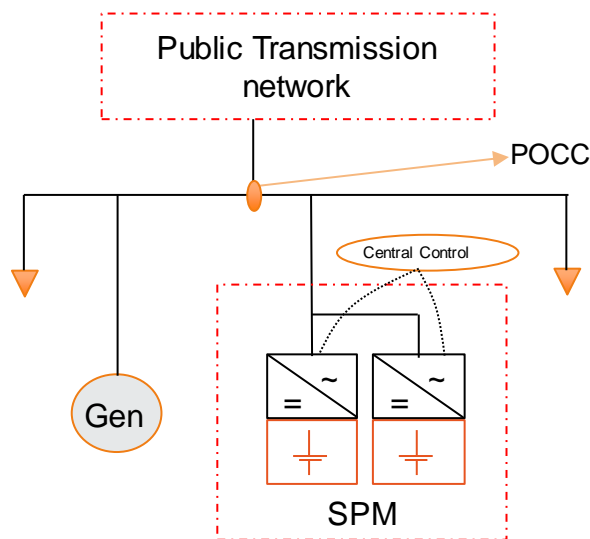 Public Transmission
network
POCC
Central Control
~
~
=
=
Gen
SPM